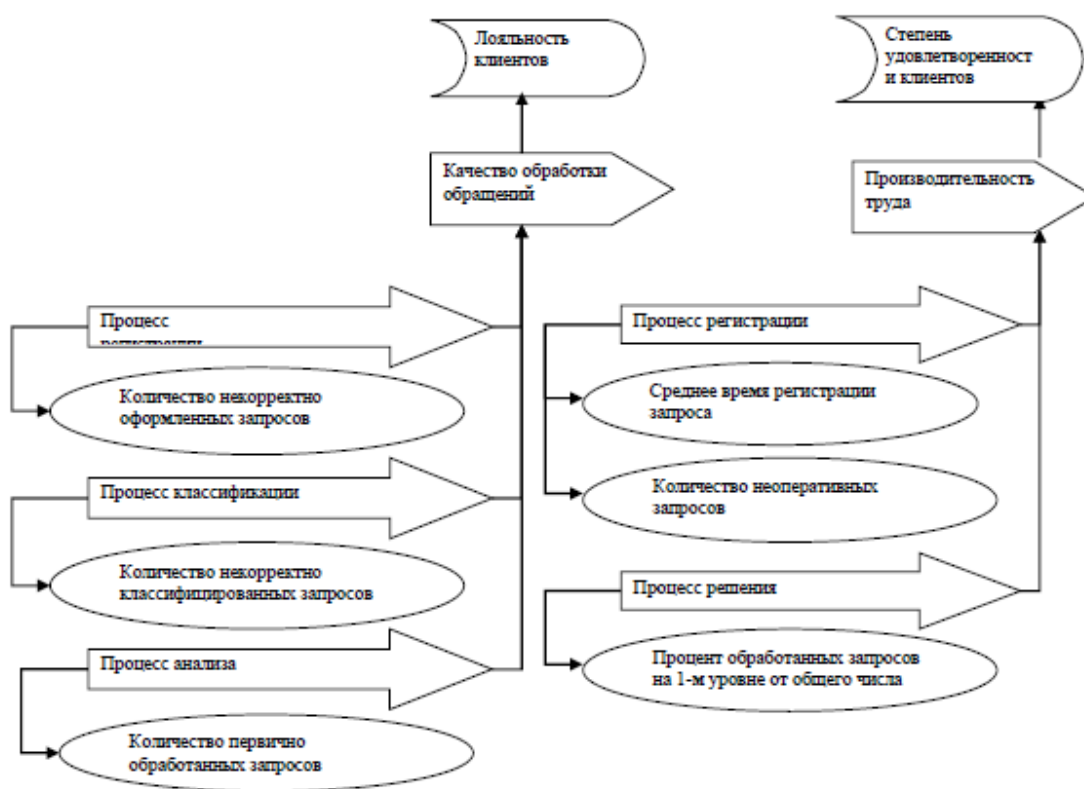 Лояльность
клиентов
Степень
удовлетворенност
и клиентов
Качество обработки
обращений
Производительность
труда
Процесс
регистрации
Количество некорректно
оформленных запросов
Процесс классификации
Количество некорректно
классифицированных запросов
Процесс анализа
Количество первично
обработанных запросов
Процесс регистрации
Среднее время регистрации
запроса
Количество неоперативных
запросов
Процесс решения
Процент обработанных запросов
на 1-м уровне от общего числа